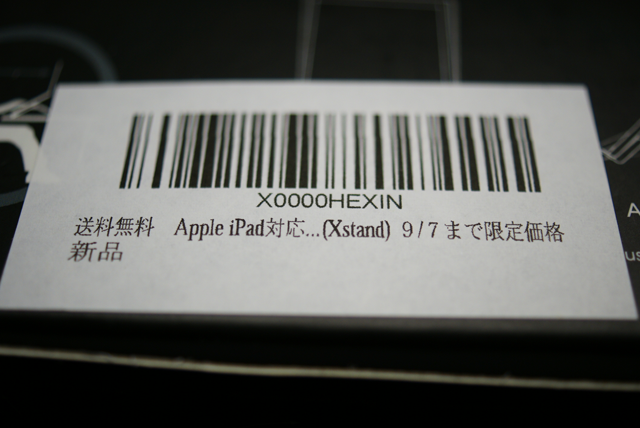 X0000HEXIN
送料無料 Apple iPad対応...(Xstand) 9/7まで限定価格
新品